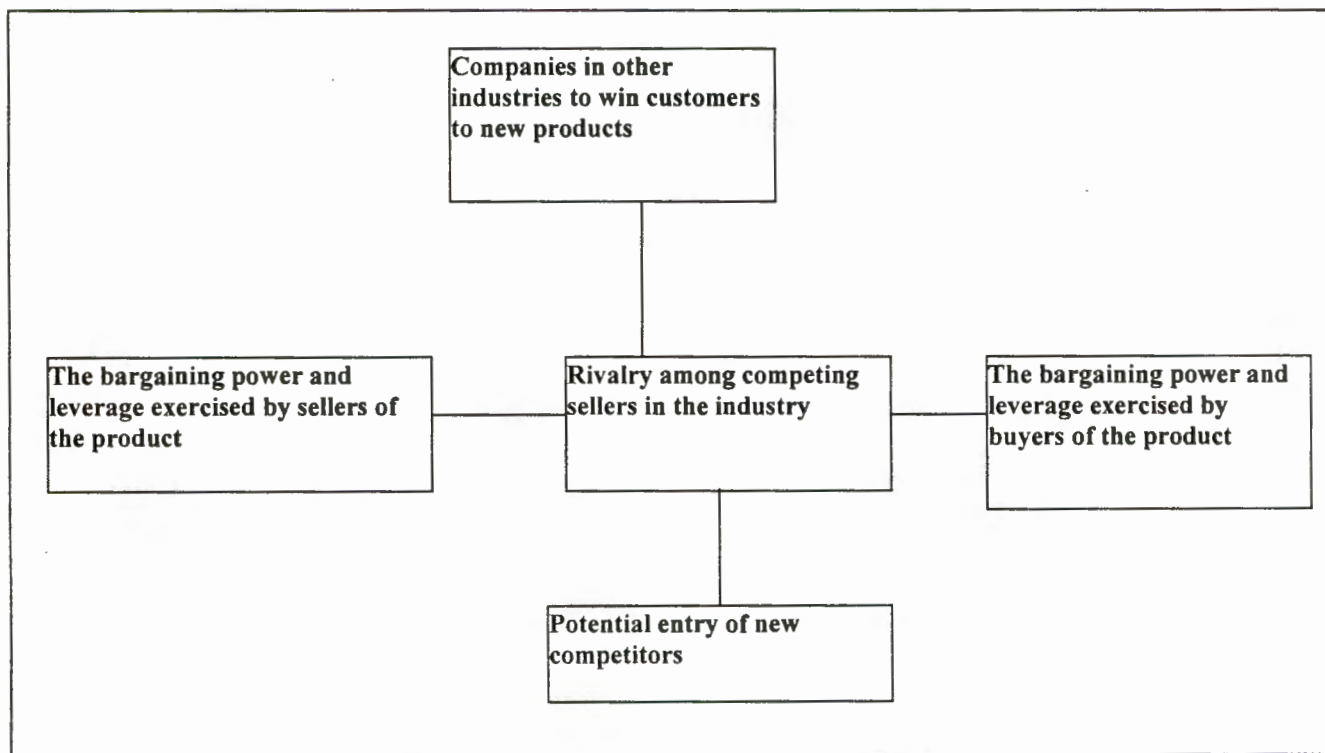 Companies in other
industries to win customers
to new products
The bargaining power and
leverage exercised by sellers of
the product
Rivalry among competing
sellers in the industry
The bargaining power and
leverage exercised by
buyers of the product
Potential entry of new
competitors